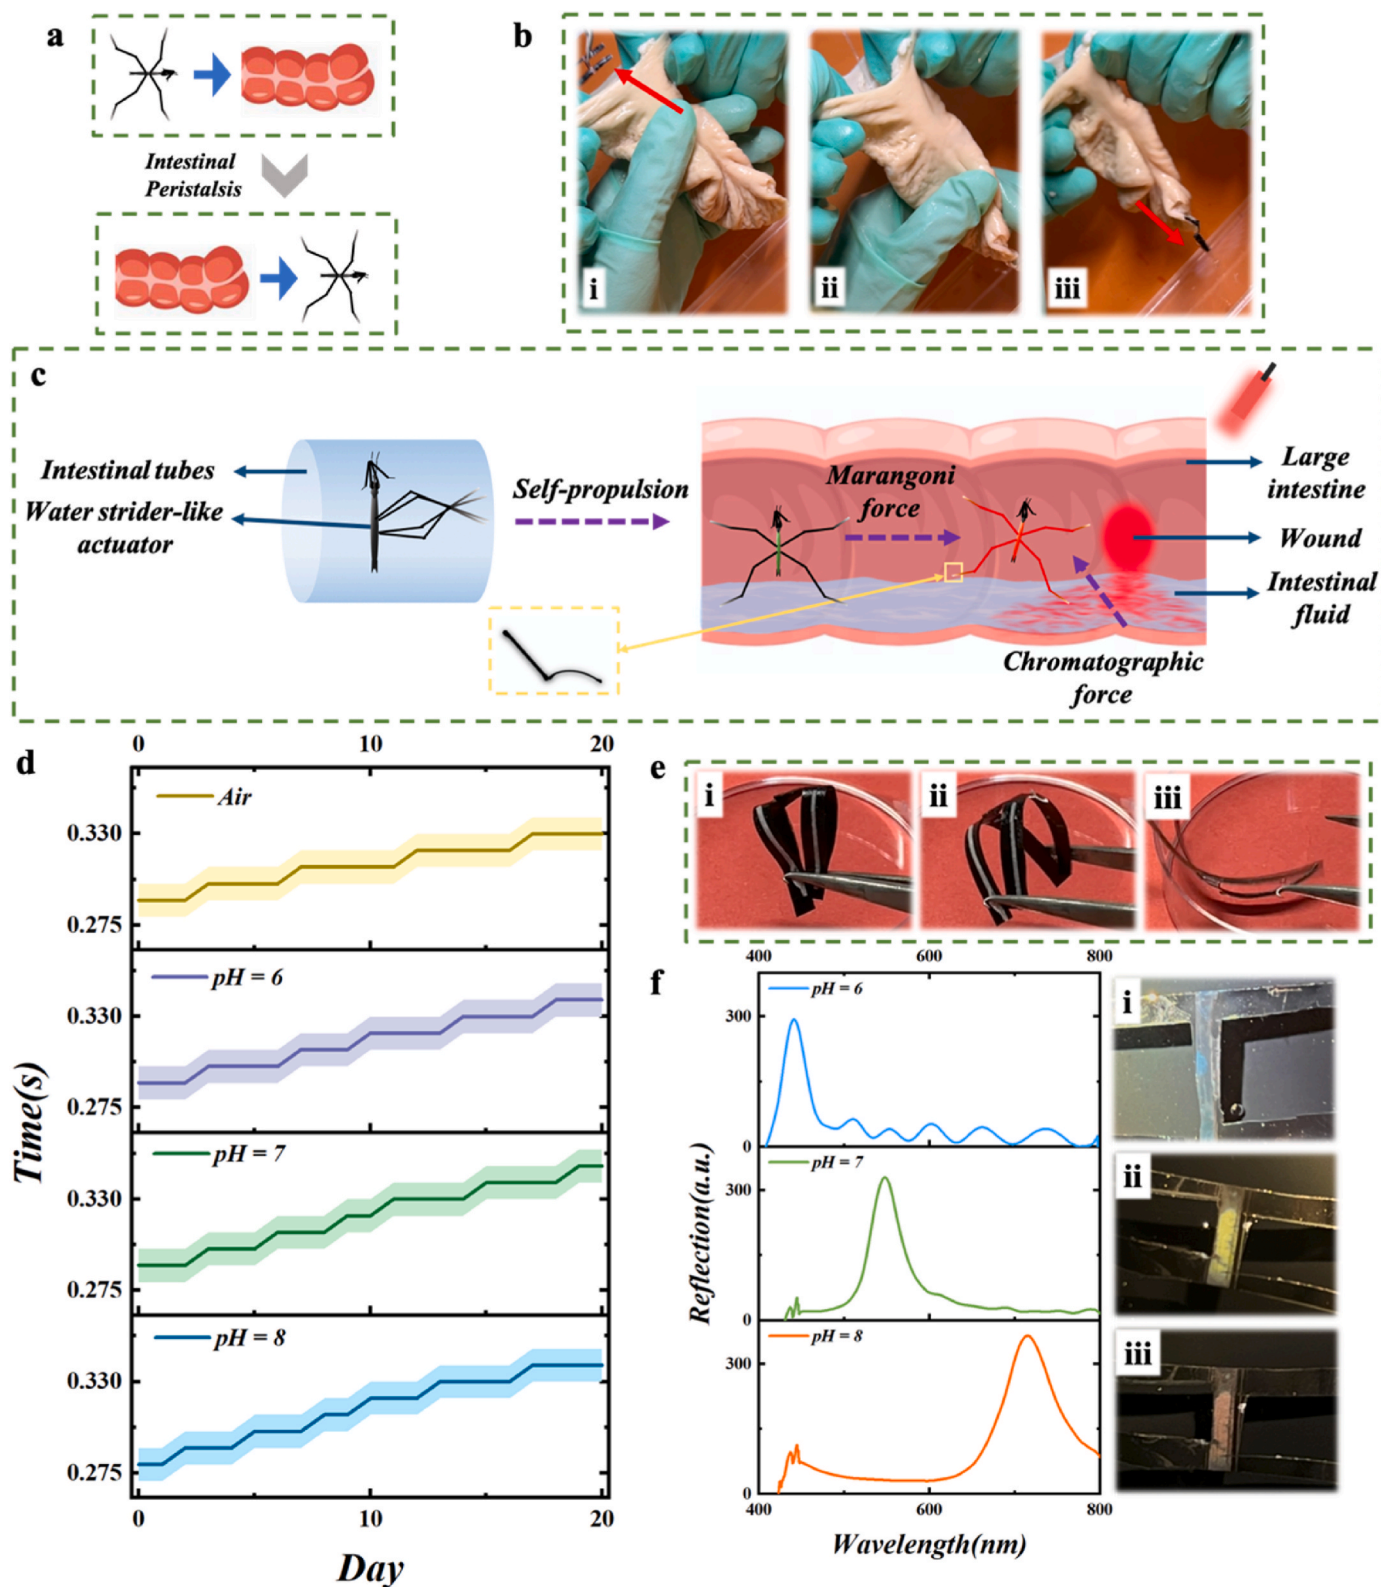 a
Intestinal
Peristalsis
b
i
ii
iii
c
Intestinal tubes
Water strider-like
actuator
Self-propulsion
Marangoni
force
Large
intestine
Wound
Intestinal
fluid
Chromatographic
force
d
0 10 20
Air
0.330
0.275
pH = 6
0.330
0.275
pH = 7
0.330
0.275
pH = 8
0.330
0.275
0 10 20
Time(s)
Day
e
i
ii
iii
f
400 600 800
pH = 6
300
0
pH = 7
300
0
pH = 8
300
0
400 600 800
Reflection(a.u.)
Wavelength(nm)
i
ii
iii